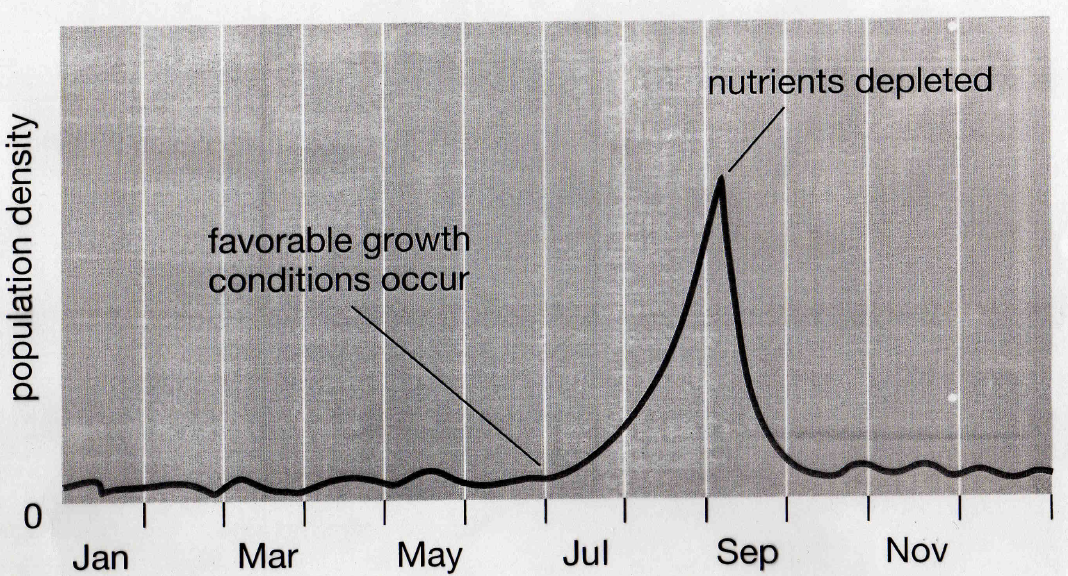 nutrients depleted
favorable growth
conditions occur
population density
0
Jan Mar May Jul Sep Nov